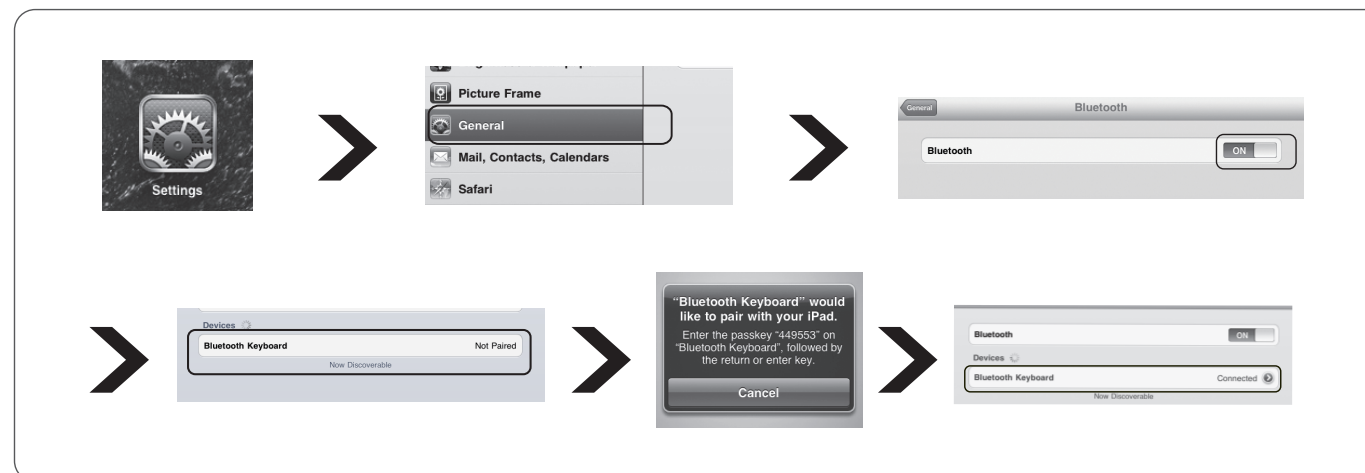 Settings
Picture Frame
General
Mail, Contacts, Calendars
Safari
General
Bluetooth
Bluetooth
ON
Devices
Bluetooth Keyboard
Not Paired
Now Discoverable
“Bluetooth Keyboard” would
like to pair with your iPad.
Enter the passkey “449553” on
“Bluetooth Keyboard”, followed by
the return or enter key.
Cancel
Bluetooth
ON
Devices
Bluetooth Keyboard
Connected
Now Discoverable